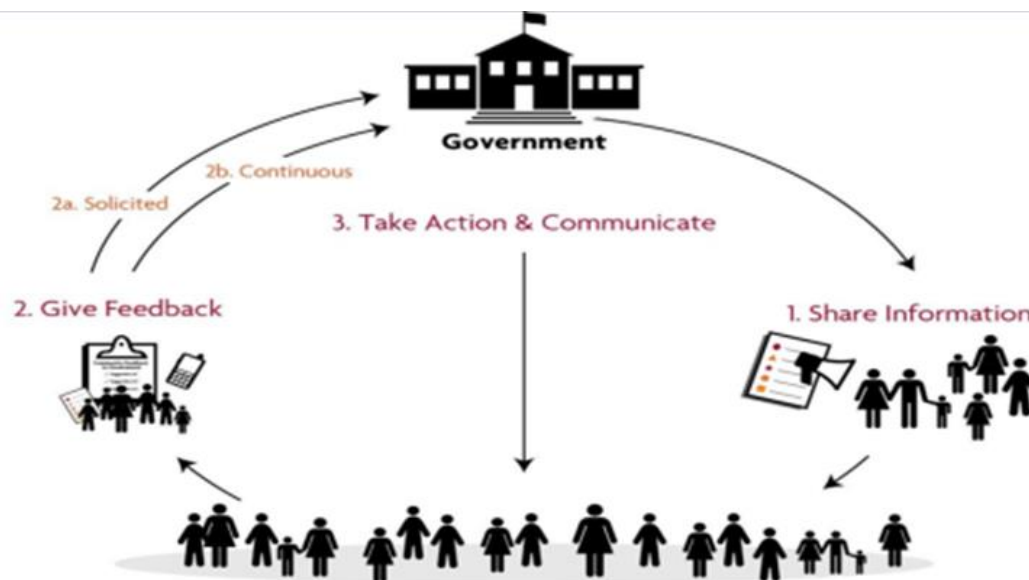 Government
2a. Solicited
2b. Continuous
3. Take Action & Communicate
2. Give Feedback
1. Share Information